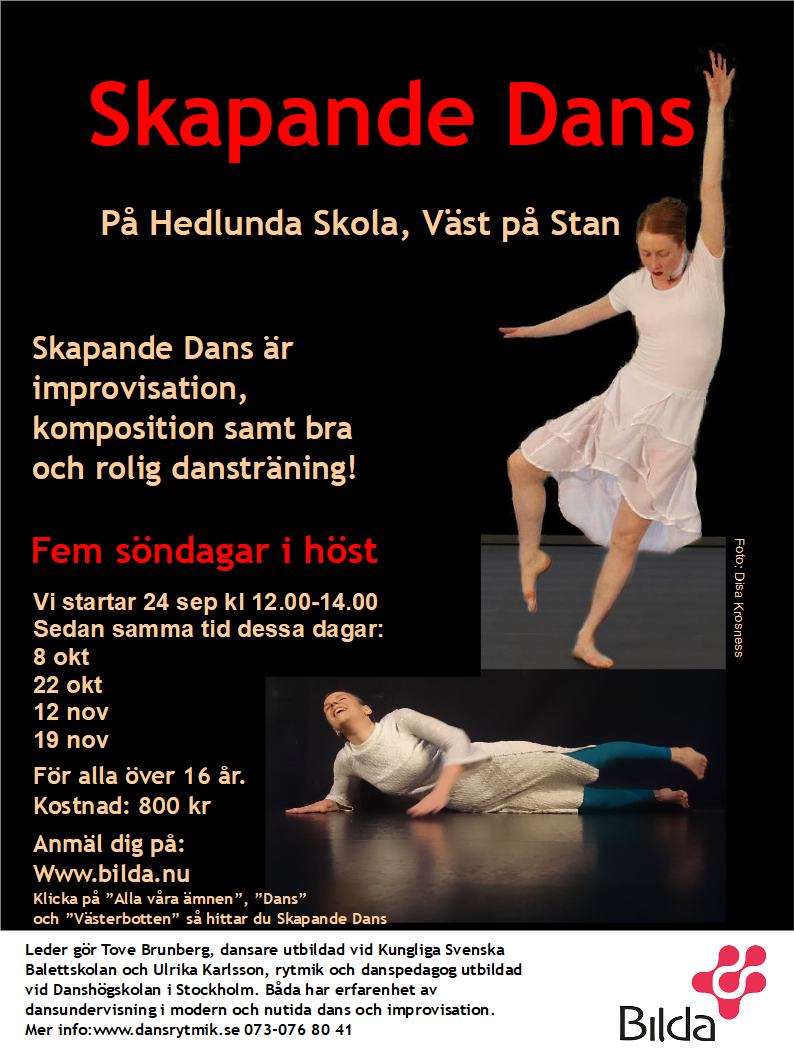 Skapande Dans
På Hedlunda Skola, Väst på Stan
Skapande Dans är
improvisation,
komposition samt bra
och rolig dansträning!
Fem söndagar i höst
Vi startar 24 sep kl 12.00-14.00
Sedan samma tid dessa dagar:
8 okt
22 okt
12 nov
19 nov
För alla över 16 år.
Kostnad: 800 kr
Anmäl dig på:
Www.bilda.nu
Klicka på ”Alla våra ämnen”, ”Dans”
och ”Västerbotten” så hittar du Skapande Dans
Foto: Disa Krosness
Leder gör Tove Brunberg, dansare utbildad vid Kungliga Svenska
Balettskolan och Ulrika Karlsson, rytmik och danspedagog utbildad
vid Danshögskolan i Stockholm. Båda har erfarenhet av
dansundervisning i modern och nutida dans och improvisation.
Mer info:www.dansrytmik.se 073-076 80 41
Bilda